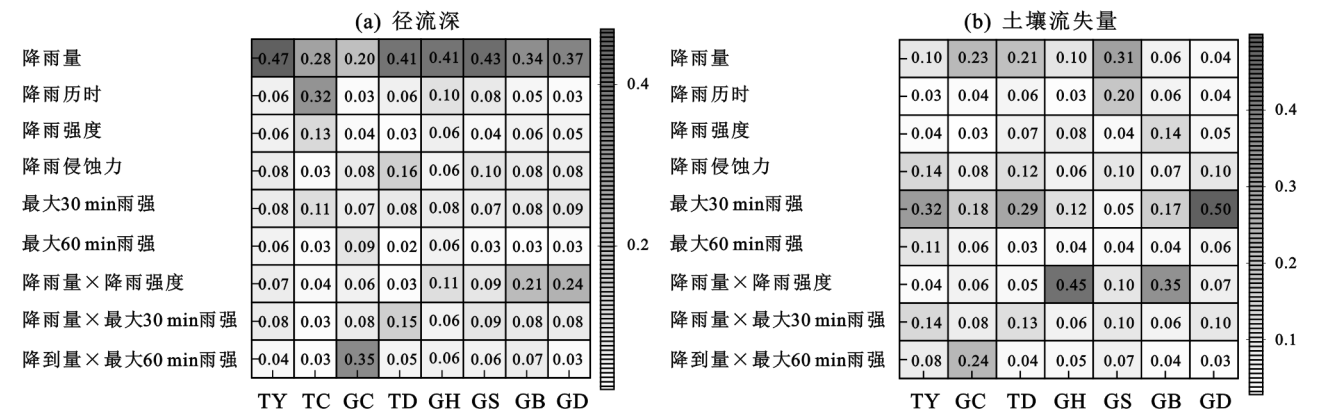 (a) 径流深
降雨量 0.47 0.28 0.20 0.41 0.41 0.43 0.34 0.37
降雨历时 0.06 0.32 0.03 0.06 0.10 0.08 0.05 0.03
降雨强度 0.06 0.13 0.04 0.03 0.06 0.04 0.06 0.05
降雨侵蚀力 0.08 0.03 0.08 0.16 0.06 0.10 0.08 0.08
最大30 min雨强 0.08 0.11 0.07 0.08 0.08 0.07 0.08 0.09
最大60 min雨强 0.06 0.03 0.09 0.02 0.06 0.03 0.03 0.03
降雨量×降雨强度 0.07 0.04 0.06 0.03 0.11 0.09 0.21 0.24
降雨量×最大30 min雨强 0.08 0.03 0.08 0.15 0.06 0.09 0.08 0.08
降到量×最大60 min雨强 0.04 0.03 0.35 0.05 0.06 0.06 0.07 0.03
TY TC GC TD GH GS GB GD
0.4
0.2
(b) 土壤流失量
降雨量 0.10 0.23 0.21 0.10 0.31 0.06 0.04
降雨历时 0.03 0.04 0.06 0.03 0.20 0.06 0.04
降雨强度 0.04 0.03 0.07 0.08 0.04 0.14 0.05
降雨侵蚀力 0.14 0.08 0.12 0.06 0.10 0.07 0.10
最大30 min雨强 0.32 0.18 0.29 0.12 0.05 0.17 0.50
最大60 min雨强 0.11 0.06 0.03 0.04 0.04 0.04 0.06
降雨量×降雨强度 0.04 0.06 0.05 0.45 0.10 0.35 0.07
降雨量×最大30 min雨强 0.14 0.08 0.13 0.06 0.10 0.06 0.10
降到量×最大60 min雨强 0.08 0.24 0.04 0.05 0.07 0.04 0.03
TY GC TD GH GS GB GD
0.4
0.3
0.2
0.1